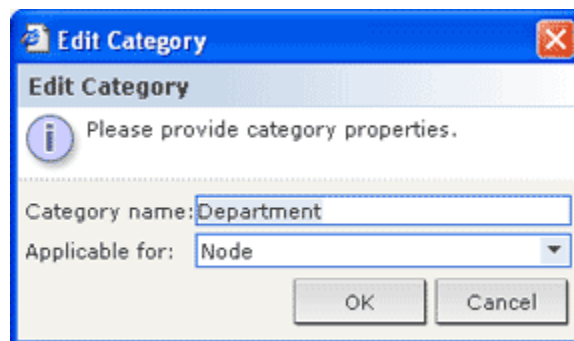 Edit Category
Edit Category
Please provide category properties.
Category name: Department
Applicable for: Node
OK Cancel